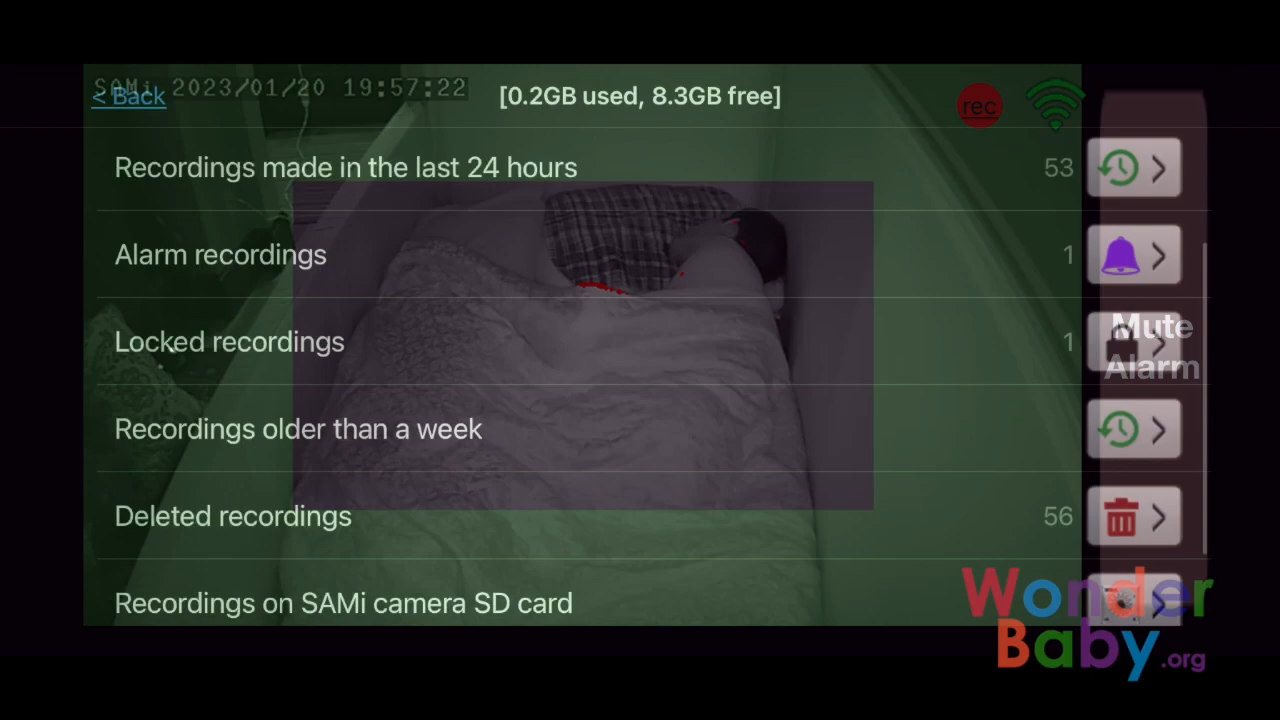 SAMi 2023/01/20 19:57:22
< Back
[0.2GB used, 8.3GB free]
rec
Recordings made in the last 24 hours 53
Alarm recordings 1
Locked recordings 1
Mute
Alarm
Recordings older than a week
Deleted recordings 56
Recordings on SAMi camera SD card
Wonder
Baby.org